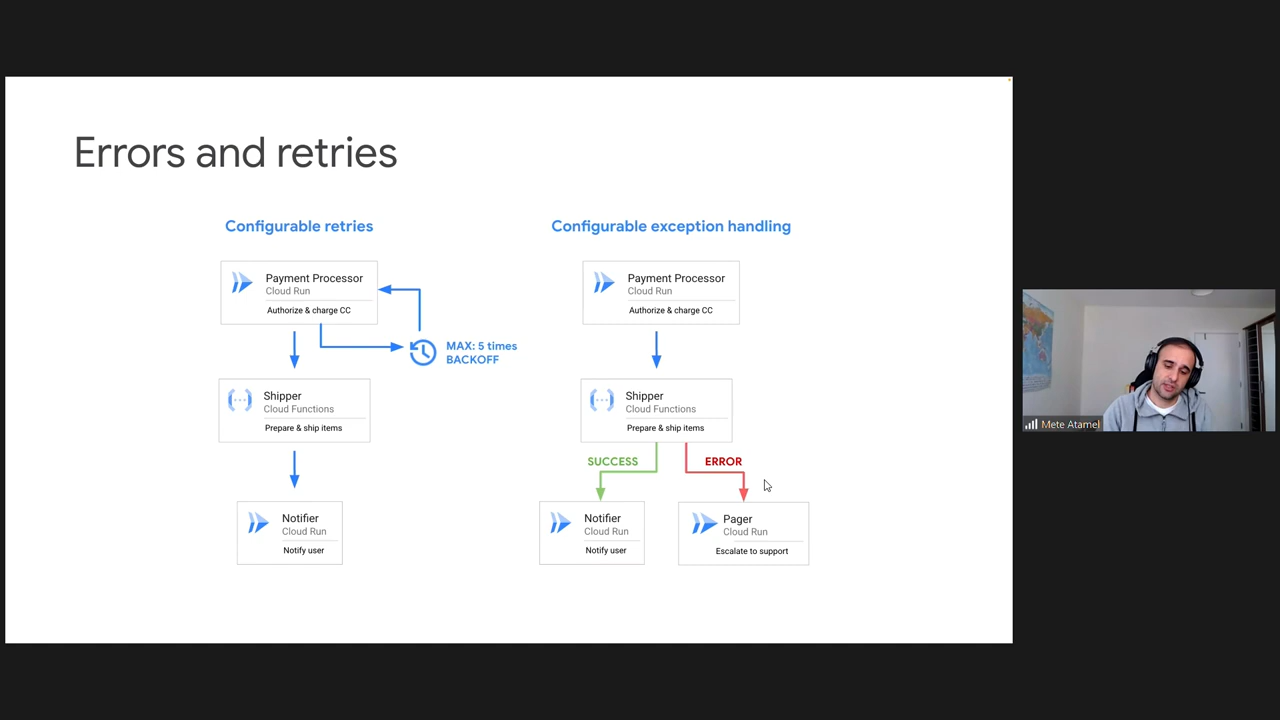 Errors and retries
Configurable retries
Payment Processor
Cloud Run
Authorize & charge CC
MAX: 5 times
BACKOFF
Shipper
Cloud Functions
Prepare & ship items
Notifier
Cloud Run
Notify user
Configurable exception handling
Payment Processor
Cloud Run
Authorize & charge CC
Shipper
Cloud Functions
Prepare & ship items
SUCCESS
ERROR
Notifier
Cloud Run
Notify user
Pager
Cloud Run
Escalate to support
Mete Atamel